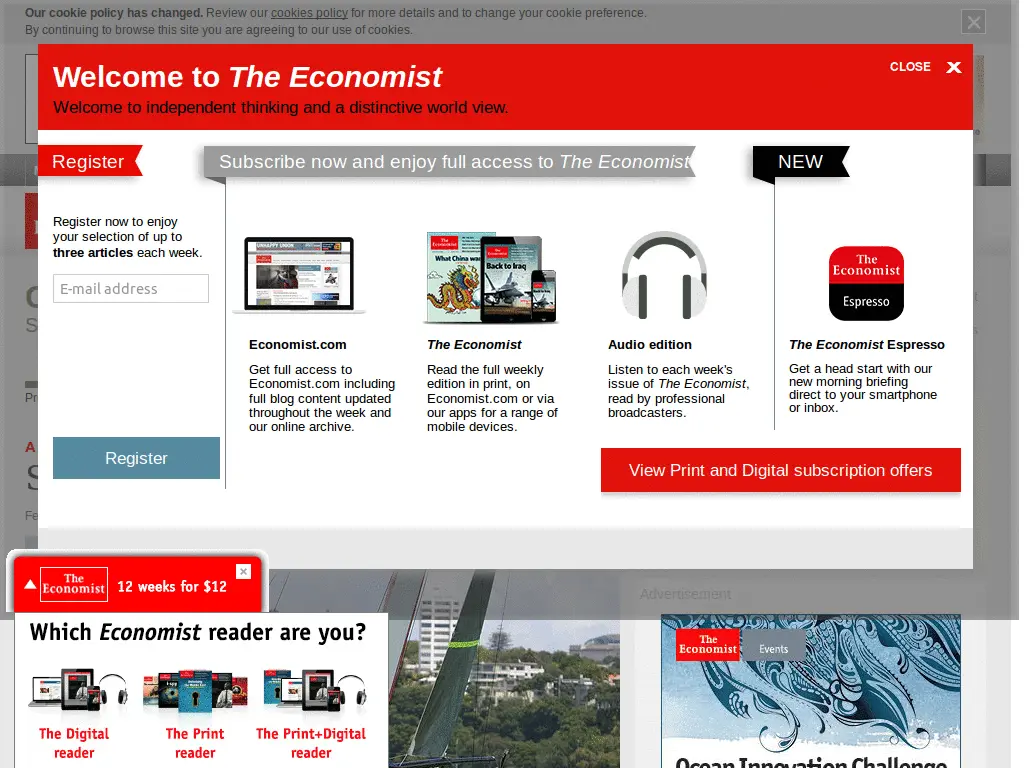 Our cookie policy has changed. Review our cookies policy for more details and to change your cookie preference.
By continuing to browse this site you are agreeing to our use of cookies.
Welcome to The Economist
CLOSE
Welcome to independent thinking and a distinctive world view.
Register
Subscribe now and enjoy full access to The Economist
NEW
Register now to enjoy
your selection of up to
three articles each week.
E-mail address
Register
Economist.com
Get full access to
Economist.com including
full blog content updated
throughout the week and
our online archive.
The Economist
Read the full weekly
edition in print, on
Economist.com or via
our apps for a range of
mobile devices.
Audio edition
Listen to each week's
issue of The Economist,
read by professional
broadcasters.
The
Economist
Espresso
The Economist Espresso
Get a head start with our
new morning briefing
direct to your smartphone
or inbox.
View Print and Digital subscription offers
The
Economist
12 weeks for $12
Which Economist reader are you?
The Digital
reader
The Print
reader
The Print+Digital
reader
Advertisement
The
Economist
Events
Ocean Innovation Challenge